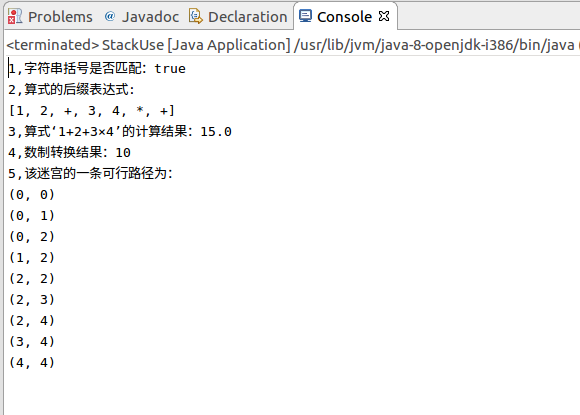 Problems @ Javadoc Declaration Console
<terminated> StackUse [Java Application] /usr/lib/jvm/java-8-openjdk-i386/bin/java (
1,字符串括号是否匹配：true
2,算式的后缀表达式:
[1, 2, +, 3, 4, *, +]
3,算式‘1+2+3×4’的计算结果：15.0
4,数制转换结果：10
5,该迷宫的一条可行路径为：
(0, 0)
(0, 1)
(0, 2)
(1, 2)
(2, 2)
(2, 3)
(2, 4)
(3, 4)
(4, 4)